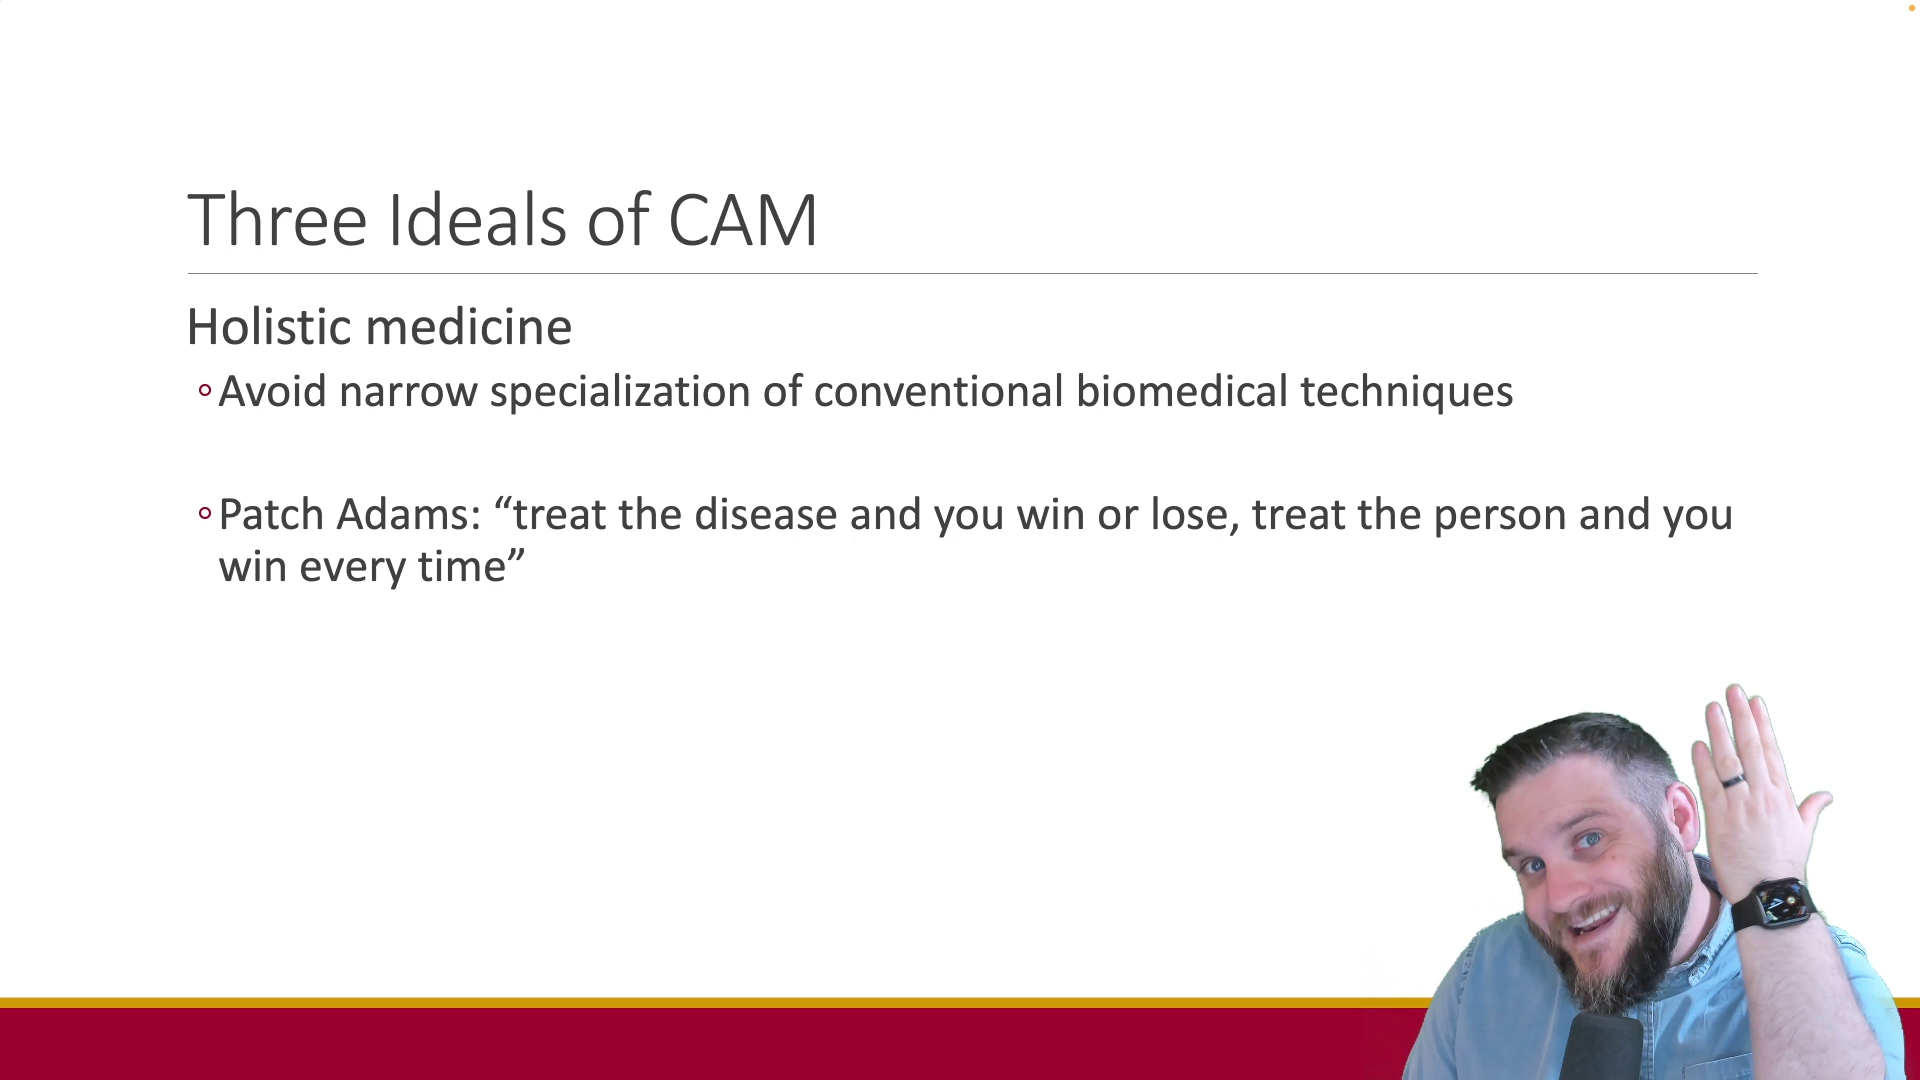 Three Ideals of CAM
Holistic medicine
◦Avoid narrow specialization of conventional biomedical techniques
◦Patch Adams: “treat the disease and you win or lose, treat the person and you
win every time”